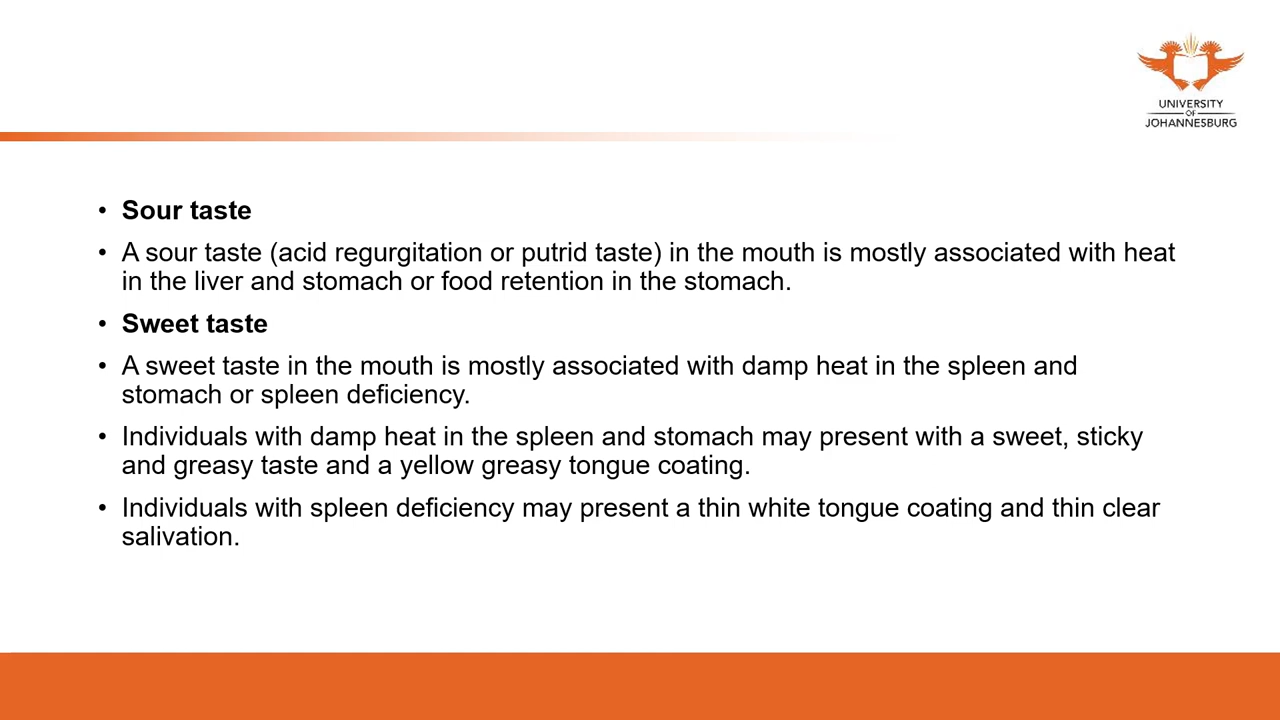 UNIVERSITY
OF
JOHANNESBURG
• Sour taste
• A sour taste (acid regurgitation or putrid taste) in the mouth is mostly associated with heat
in the liver and stomach or food retention in the stomach.
• Sweet taste
• A sweet taste in the mouth is mostly associated with damp heat in the spleen and
stomach or spleen deficiency.
• Individuals with damp heat in the spleen and stomach may present with a sweet, sticky
and greasy taste and a yellow greasy tongue coating.
• Individuals with spleen deficiency may present a thin white tongue coating and thin clear
salivation.